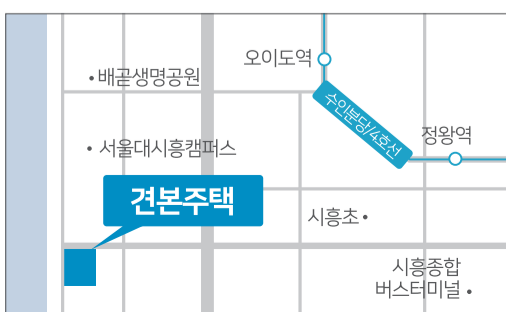 오이도역
•배곧생명공원
수인분당/4호선
정왕역
• 서울대시흥캠퍼스
견본주택
시흥초•
시흥종합
버스터미널 •